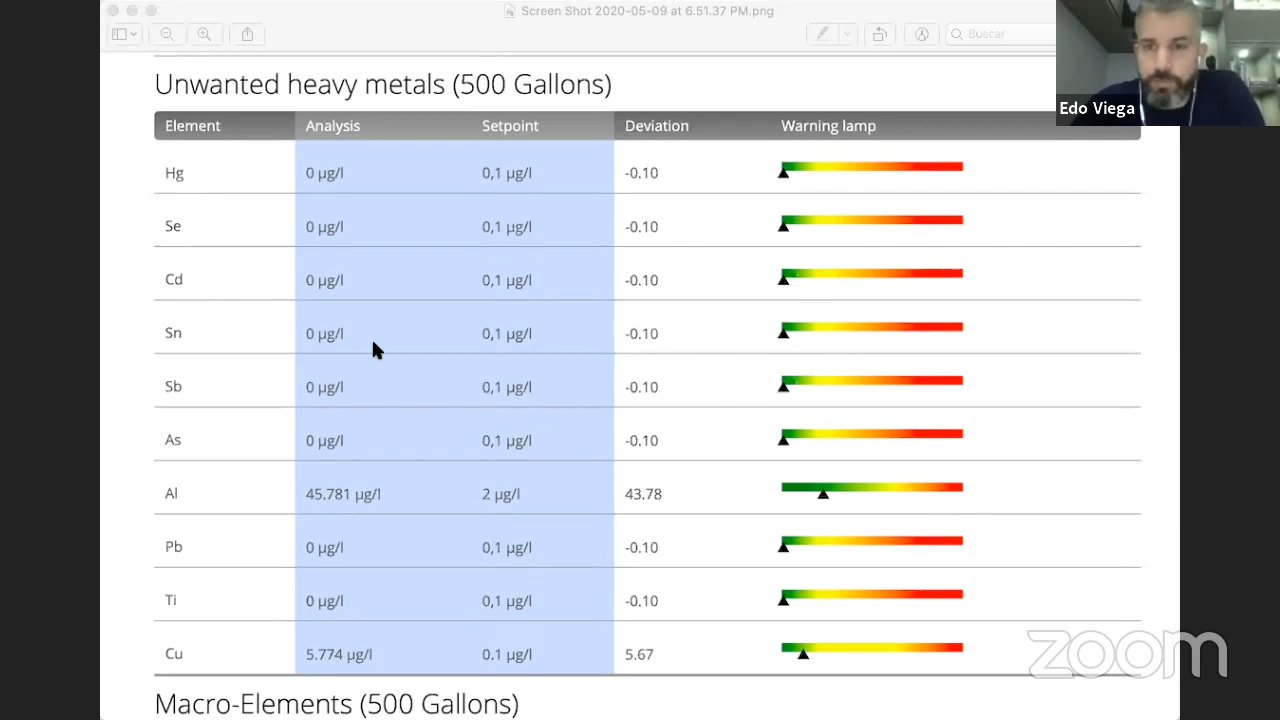 Screen Shot 2020-05-09 at 6.51.37 PM.png
Buscar
Edo Viega
Unwanted heavy metals (500 Gallons)
Element Analysis Setpoint Deviation Warning lamp
Hg 0 µg/l 0,1 µg/l -0.10
Se 0 µg/l 0,1 µg/l -0.10
Cd 0 µg/l 0,1 µg/l -0.10
Sn 0 µg/l 0,1 µg/l -0.10
Sb 0 µg/l 0,1 µg/l -0.10
As 0 µg/l 0,1 µg/l -0.10
Al 45.781 µg/l 2 µg/l 43.78
Pb 0 µg/l 0,1 µg/l -0.10
Ti 0 µg/l 0,1 µg/l -0.10
Cu 5.774 µg/l 0.1 µg/l 5.67
zoom
Macro-Elements (500 Gallons)